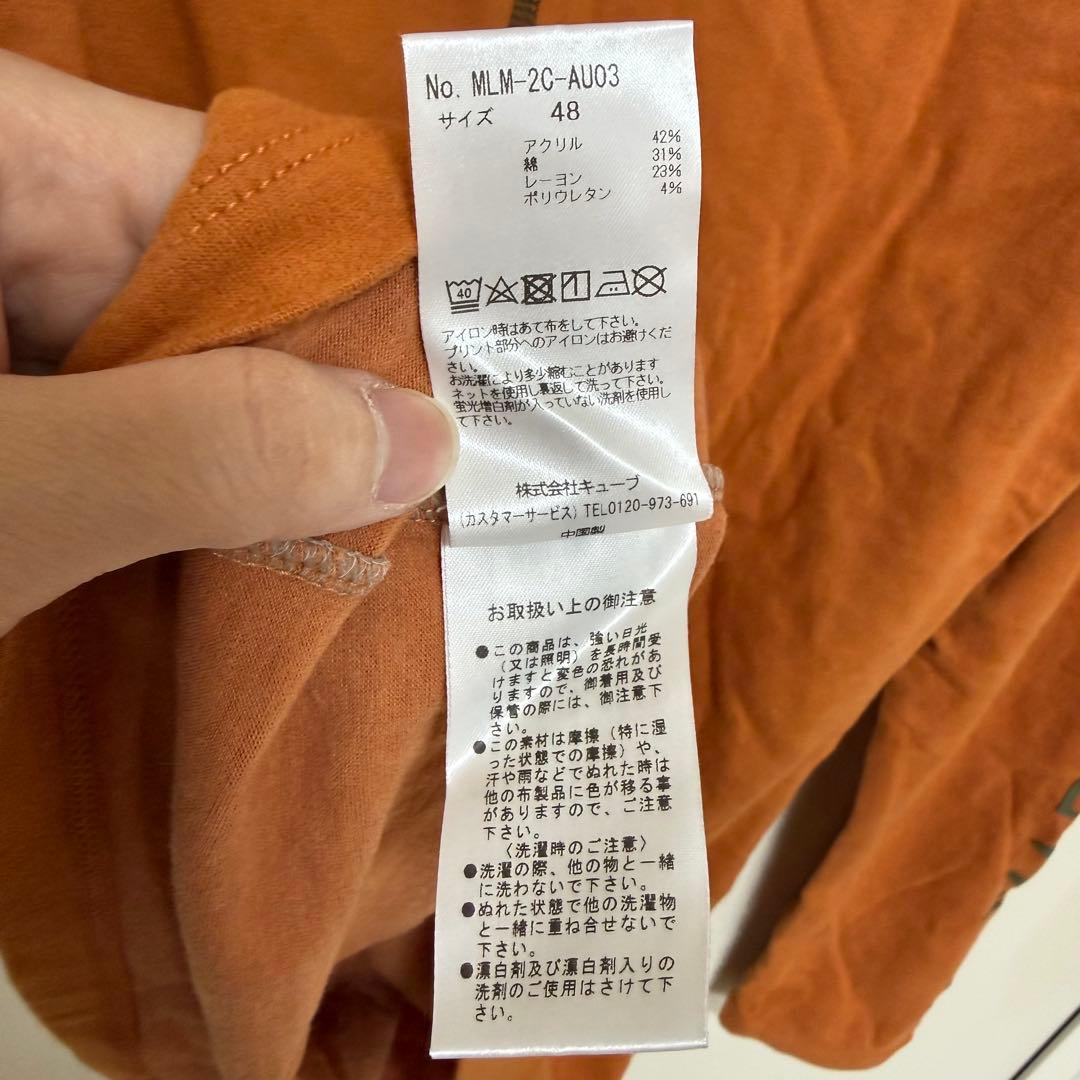 No. MLM-2C-AU03
サイズ 48
アクリル 42%
綿 31%
レーヨン 23%
ポリウレタン 4%
40
アイロン時はあて布をして下さい。
プリント部分へのアイロンはお避けくだ
さい。
お洗濯により多少縮むことがあります
ネットを使用し裏返して洗って下さい。
蛍光増白剤が入っていない洗剤を使用し
て下さい。
株式会社キューブ
(カスタマーサービス) TEL0120-973-691
中国製
お取扱い上の御注意
●この商品は、強い日光
(又は照明)を長時間受
けますと変色の恐れがあ
りますので、御着用及び
保管の際には、御注意下
さい。
●この素材は摩擦(特に湿
った状態での摩擦)や、
汗や雨などでぬれた時は
他の布製品に色が移る事
がありますので、ご注意
下さい。
〈洗濯時のご注意〉
●洗濯の際、他の物と一緒
に洗わないで下さい。
●ぬれた状態で他の洗濯物
と一緒に重ね合せないで
下さい。
●漂白剤及び漂白剤入りの
洗剤のご使用はさけて下
さい。